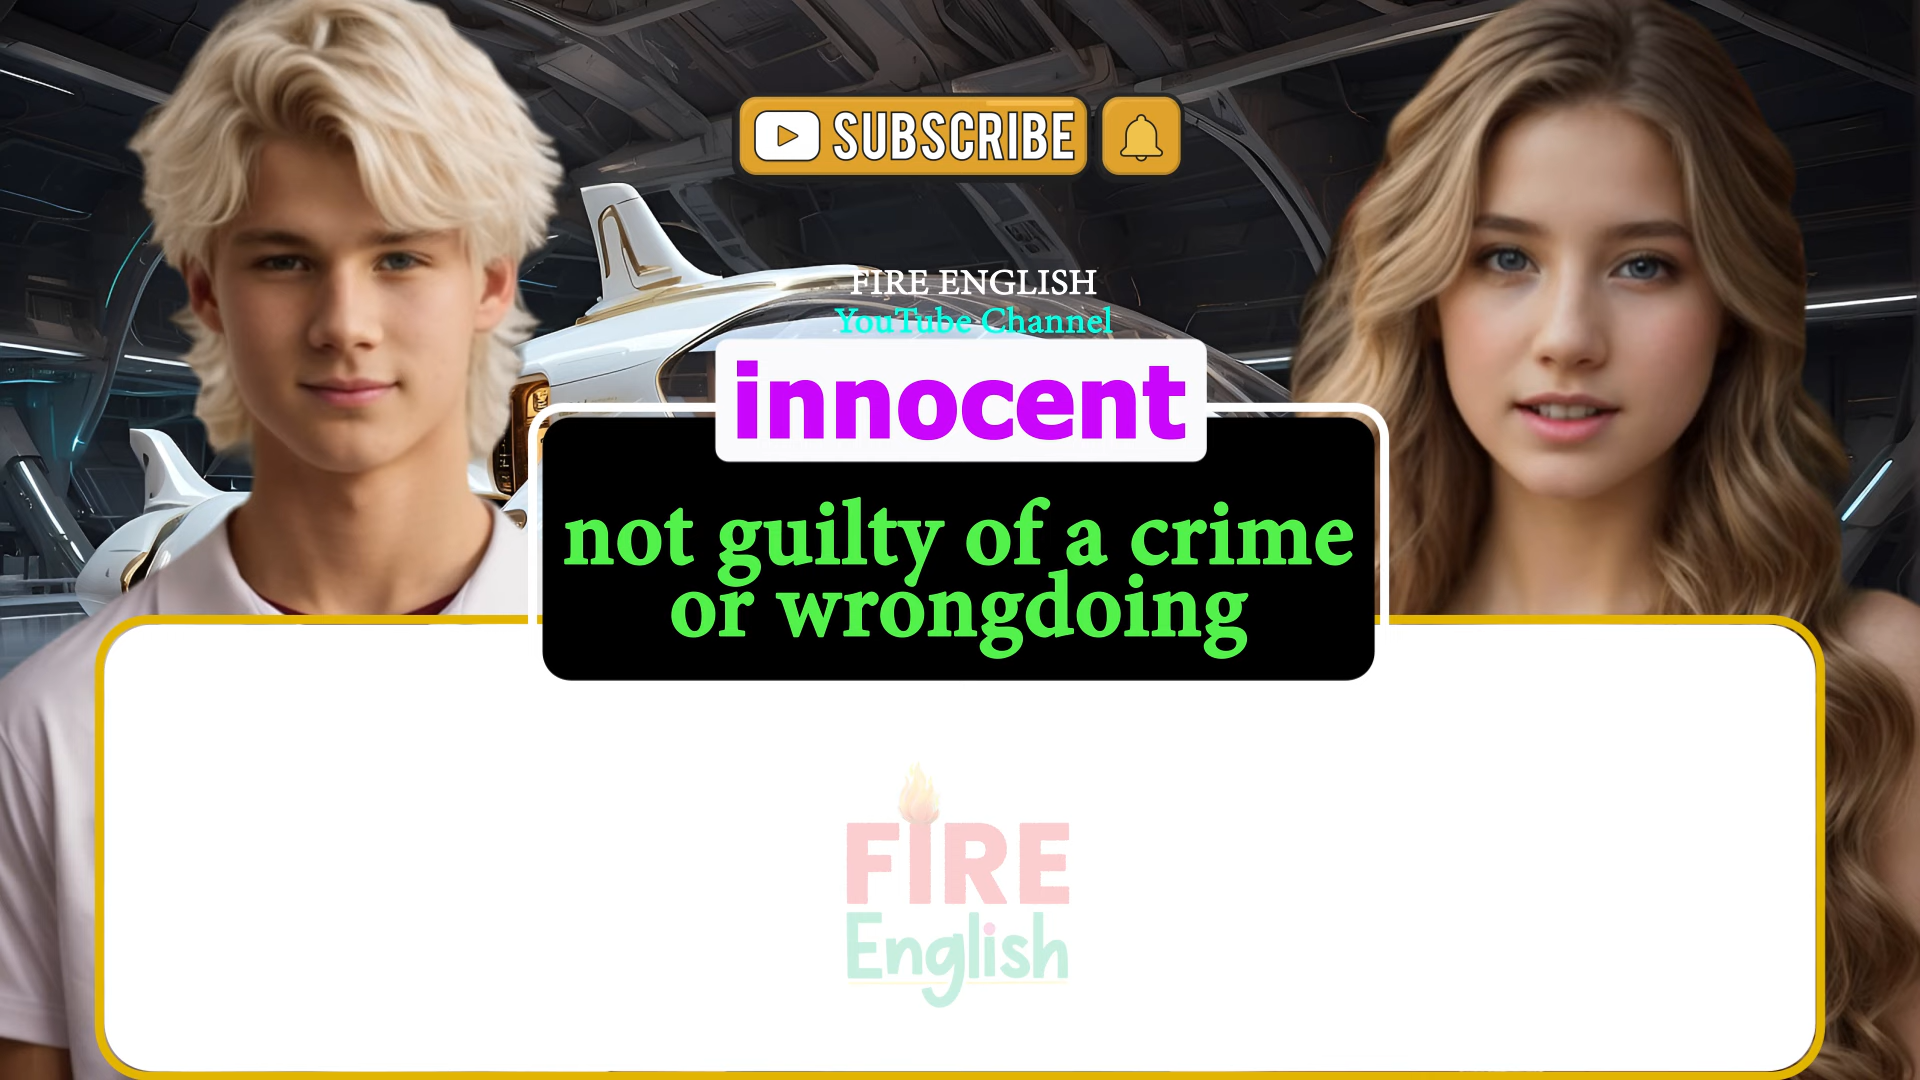 SUBSCRIBE
FIRE ENGLISH
YouTube Channel
innocent
not guilty of a crime
or wrongdoing
FIRE
English